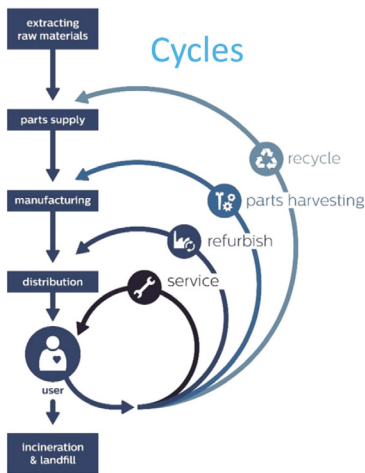 extracting
raw materials
Cycles
parts supply
recycle
manufacturing
parts harvesting
refurbish
distribution
service
user
incineration
& landfill